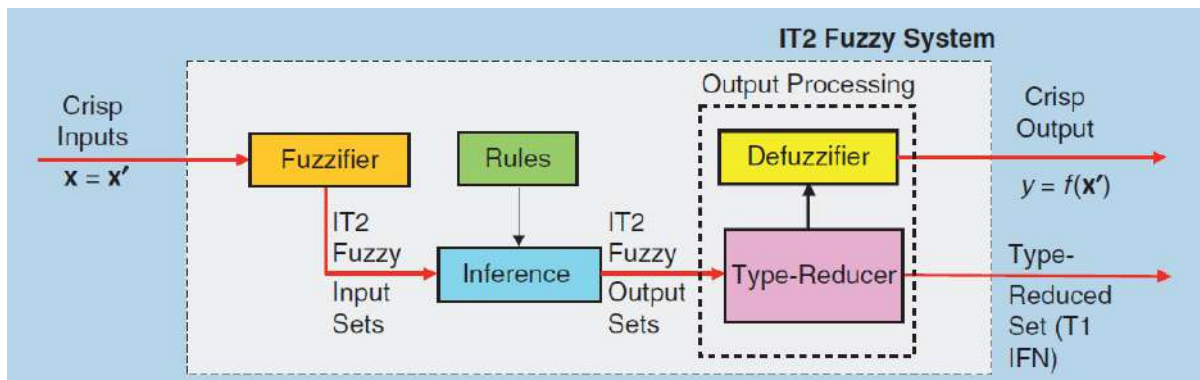 IT2 Fuzzy System
Output Processing
Crisp
Inputs
x = x′
Fuzzifier
Rules
Defuzzifier
Crisp
Output
y = f(x′)
IT2
Fuzzy
Input
Sets
Inference
IT2
Fuzzy
Output
Sets
Type-Reducer
Type-
Reduced
Set (T1
IFN)